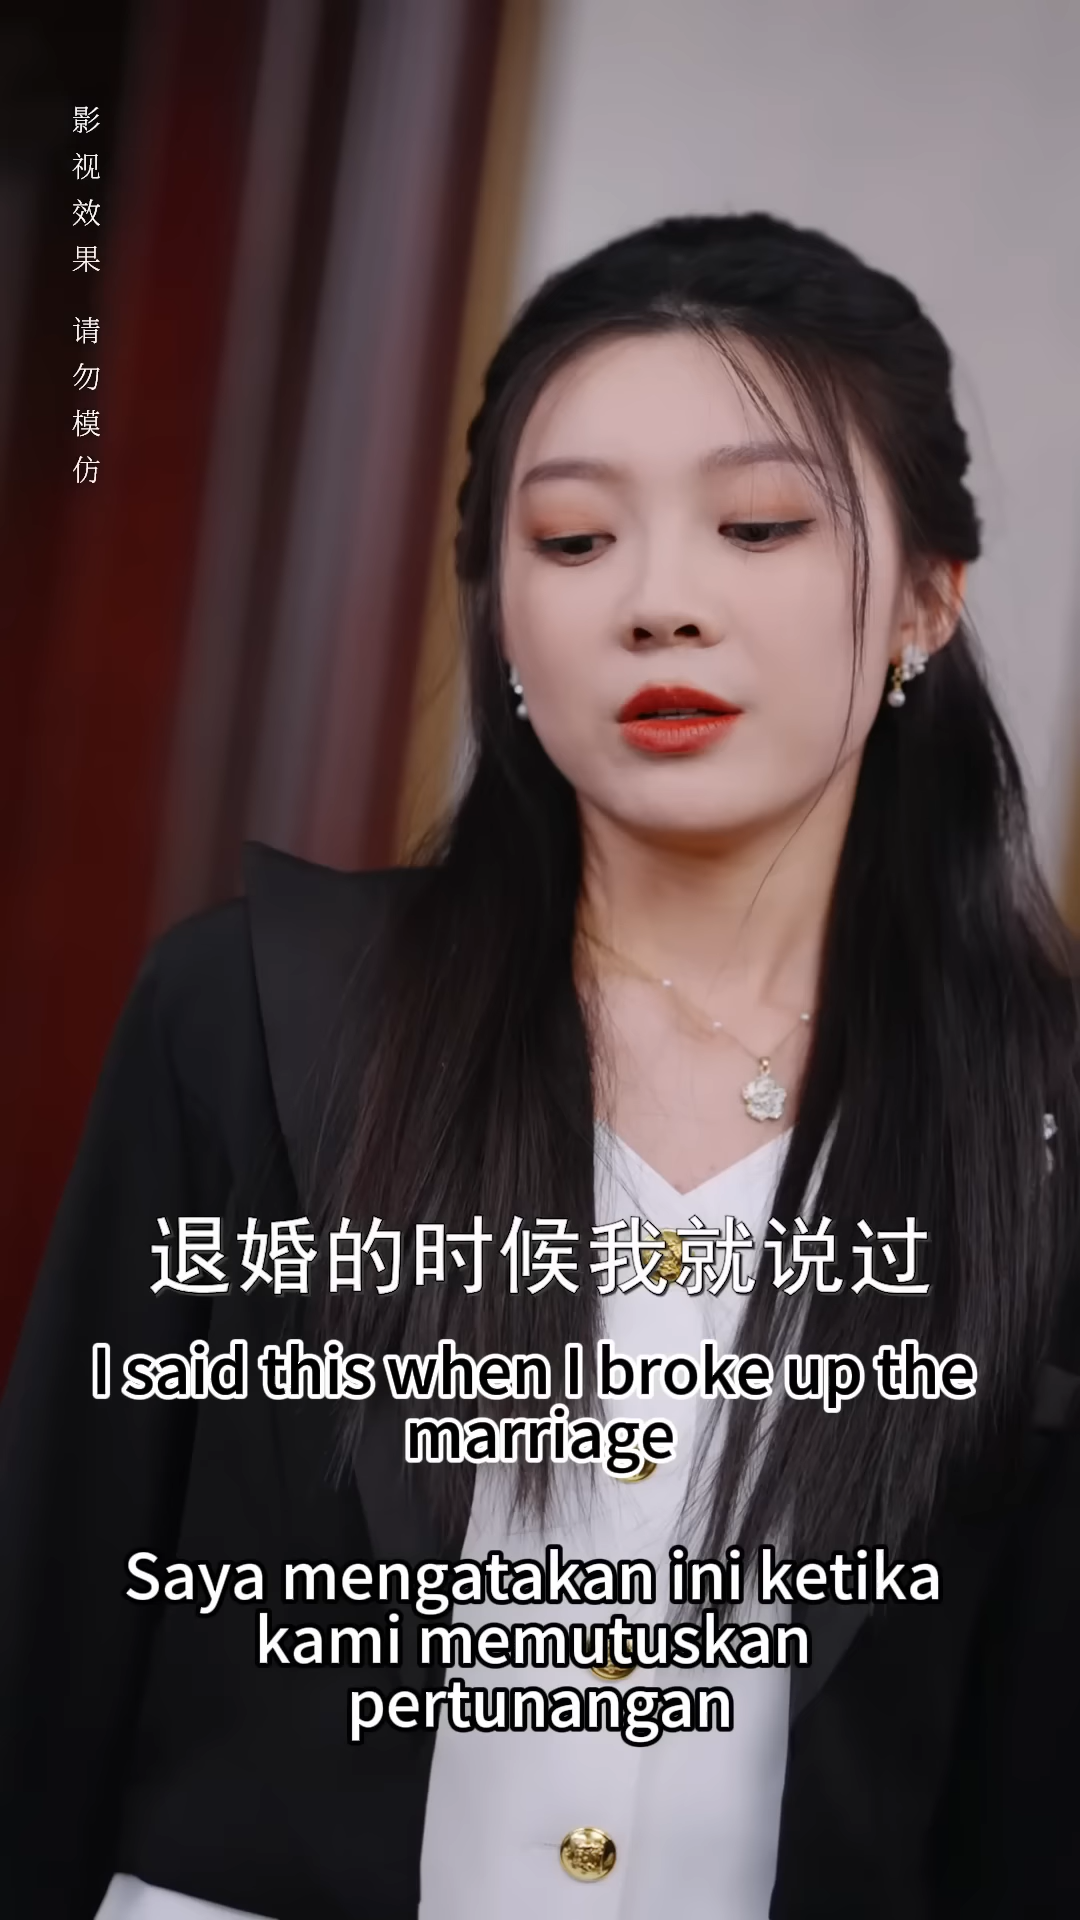 影视效果 请勿模仿
退婚的时候我就说过
I said this when I broke up the
marriage
Saya mengatakan ini ketika
kami memutuskan
pertunangan